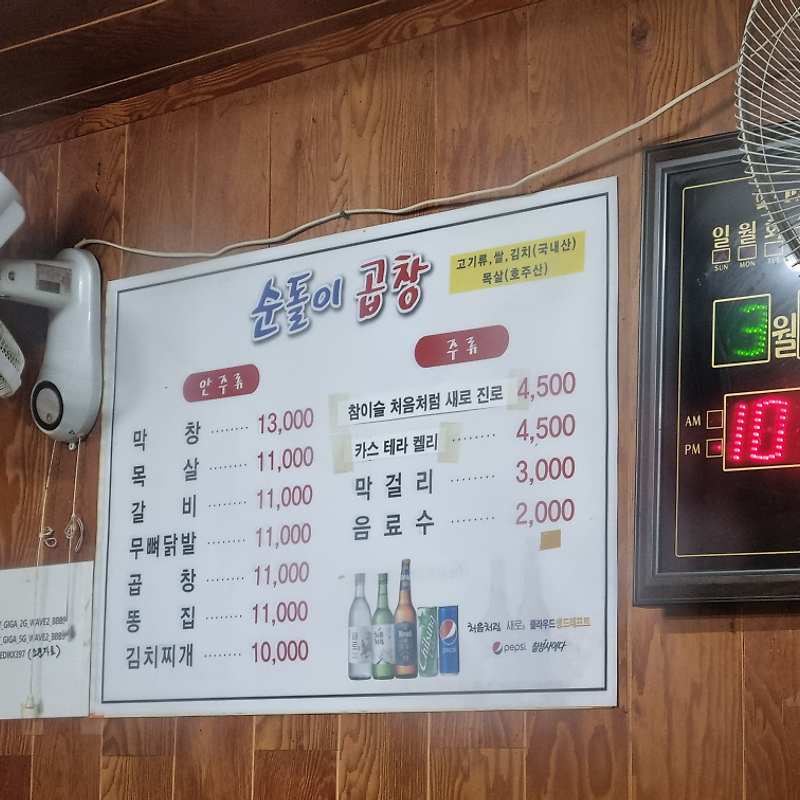 순돌이 곱창
고기류,쌀,김치(국내산)
목살(호주산)
안주류
막창 ········ 13,000
목살 ········ 11,000
갈비 ········ 11,000
무뼈닭발 ········ 11,000
곱창 ········ 11,000
똥집 ········ 11,000
김치찌개 ········ 10,000
주류
참이슬 처음처럼 새로 진로 4,500
카스 테라 켈리 ········ 4,500
막걸리 ········ 3,000
음료수 ········ 2,000
처음처럼 새로 클라우드생드래프트
pepsi 칠성사이다
Chilsung
pepsi
일 월
SUN MON TUE
3 월
AM
PM
10
GIGA_2G_WAVE2_
GIGA_5G_WAVE2_